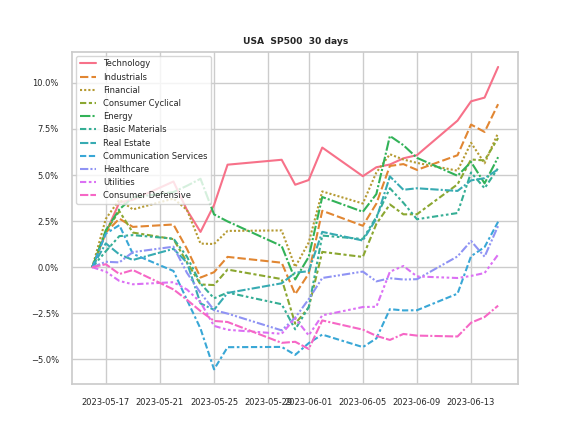 USA SP500 30 days
Technology
Industrials
Financial
Consumer Cyclical
Energy
Basic Materials
Real Estate
Communication Services
Healthcare
Utilities
Consumer Defensive
10.0%
7.5%
5.0%
2.5%
0.0%
−2.5%
−5.0%
2023-05-17 2023-05-21 2023-05-25 2023-05-29 2023-06-01 2023-06-05 2023-06-09 2023-06-13